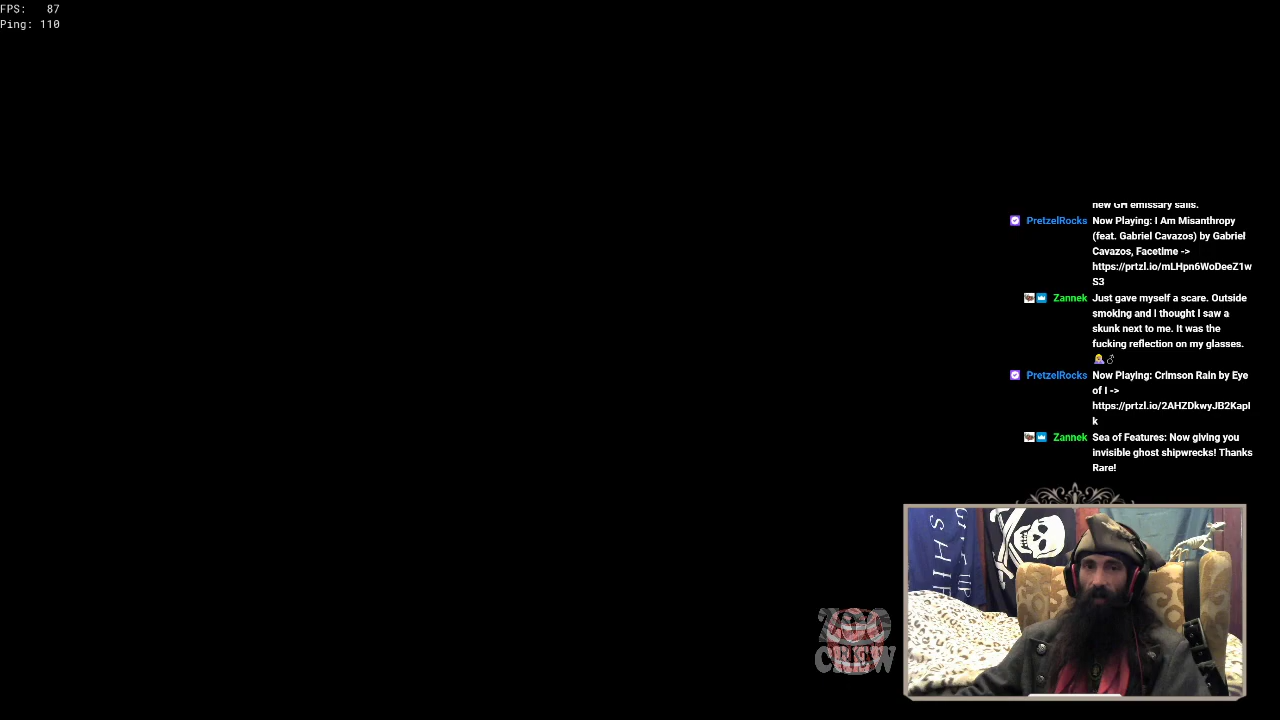 FPS: 87
Ping: 110
new GH emissary sails.
PretzelRocks Now Playing: I Am Misanthropy
(feat. Gabriel Cavazos) by Gabriel
Cavazos, Facetime ->
https://prtzl.io/mLHpn6WoDeeZ1w
S3
Zannek Just gave myself a scare. Outside
smoking and I thought I saw a
skunk next to me. It was the
fucking reflection on my glasses.
🤷‍♂
PretzelRocks Now Playing: Crimson Rain by Eye
of I ->
https://prtzl.io/2AHZDkwyJB2KapI
k
Zannek Sea of Features: Now giving you
invisible ghost shipwrecks! Thanks
Rare!
SHIP
ZOO
CREW